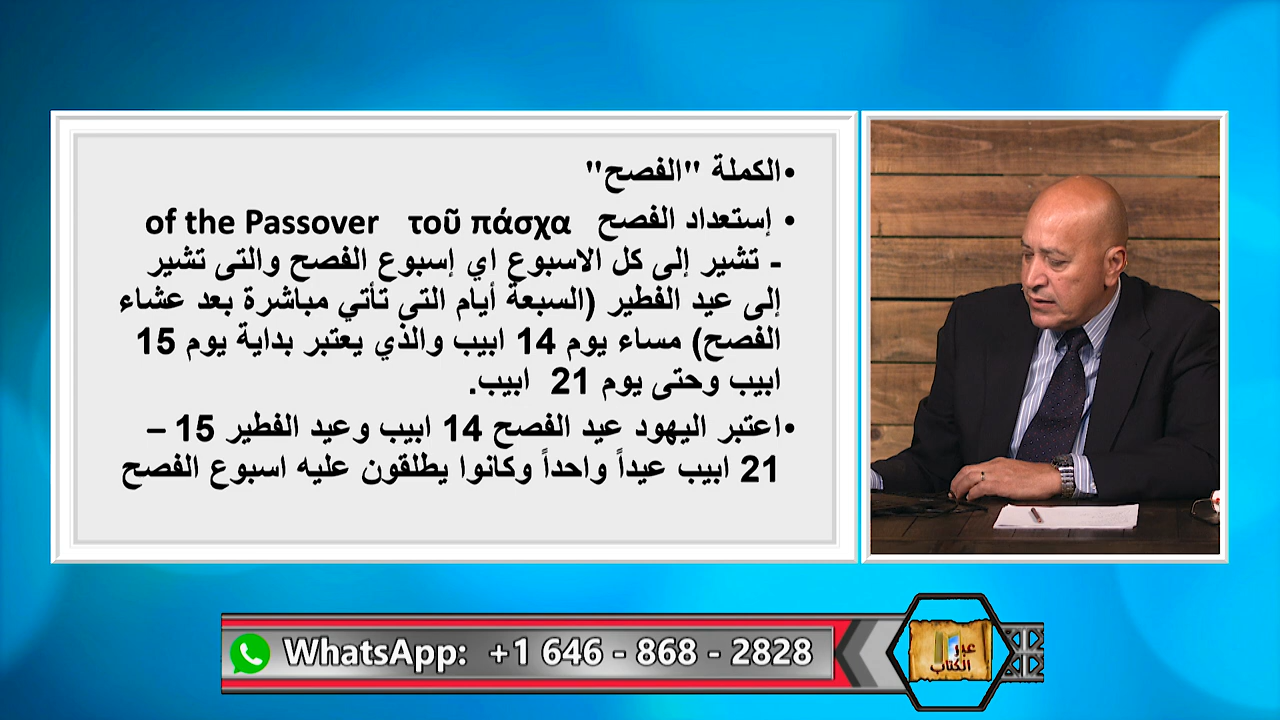 •الكملة "الفصح"
• إستعداد الفصح τοῦ πάσχα of the Passover
- تشير إلى كل الاسبوع اي إسبوع الفصح والتى تشير
إلى عيد الفطير (السبعة أيام التى تأتي مباشرة بعد عشاء
الفصح) مساء يوم 14 ابيب والذي يعتبر بداية يوم 15
ابيب وحتى يوم 21 ابيب.
•اعتبر اليهود عيد الفصح 14 ابيب وعيد الفطير 15 –
21 ابيب عيداً واحداً وكانوا يطلقون عليه اسبوع الفصح
WhatsApp: +1 646 - 868 - 2828
عبر
الكتاب